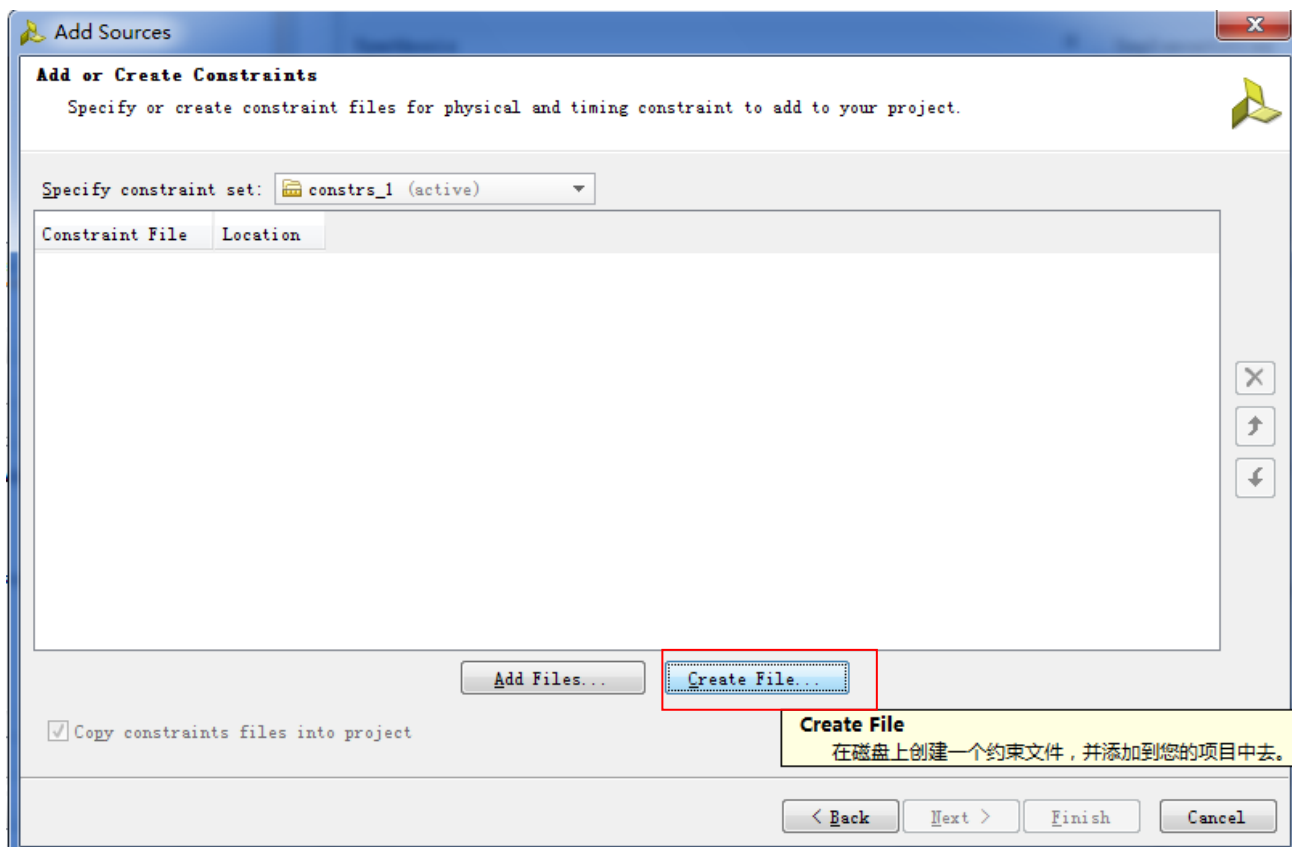 Add Sources
Add or Create Constraints
Specify or create constraint files for physical and timing constraint to add to your project.
Specify constraint set: constrs_1 (active)
Constraint File Location
Add Files... Create File...
Copy constraints files into project
Create File
在磁盘上创建一个约束文件，并添加到您的项目中去。
< Back Next > Finish Cancel